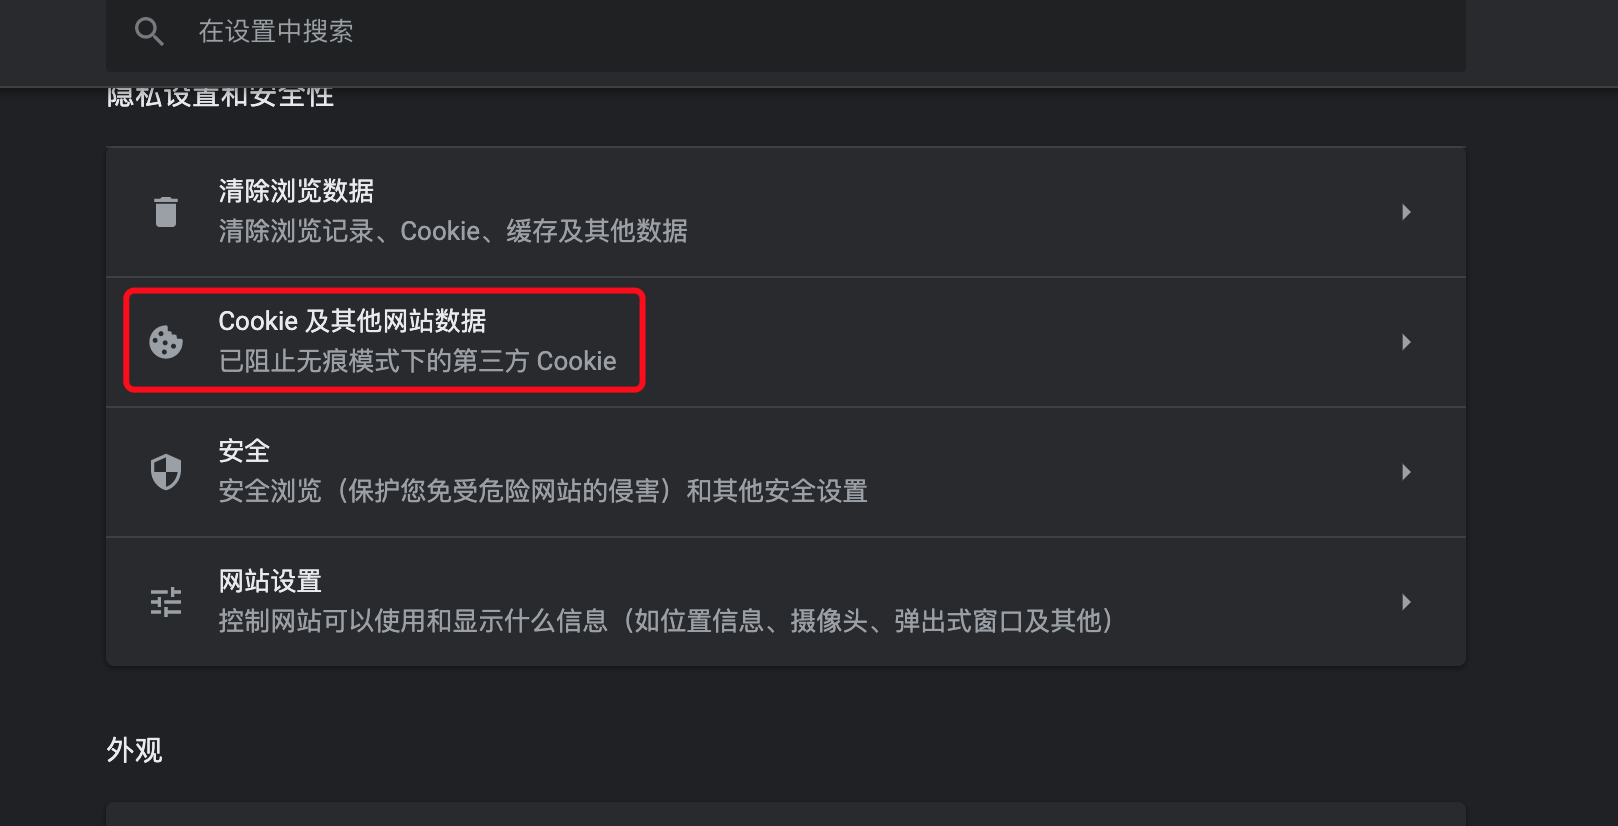 在设置中搜索
隐私设置和安全性
清除浏览数据
清除浏览记录、Cookie、缓存及其他数据
Cookie 及其他网站数据
已阻止无痕模式下的第三方 Cookie
安全
安全浏览（保护您免受危险网站的侵害）和其他安全设置
网站设置
控制网站可以使用和显示什么信息（如位置信息、摄像头、弹出式窗口及其他）
外观